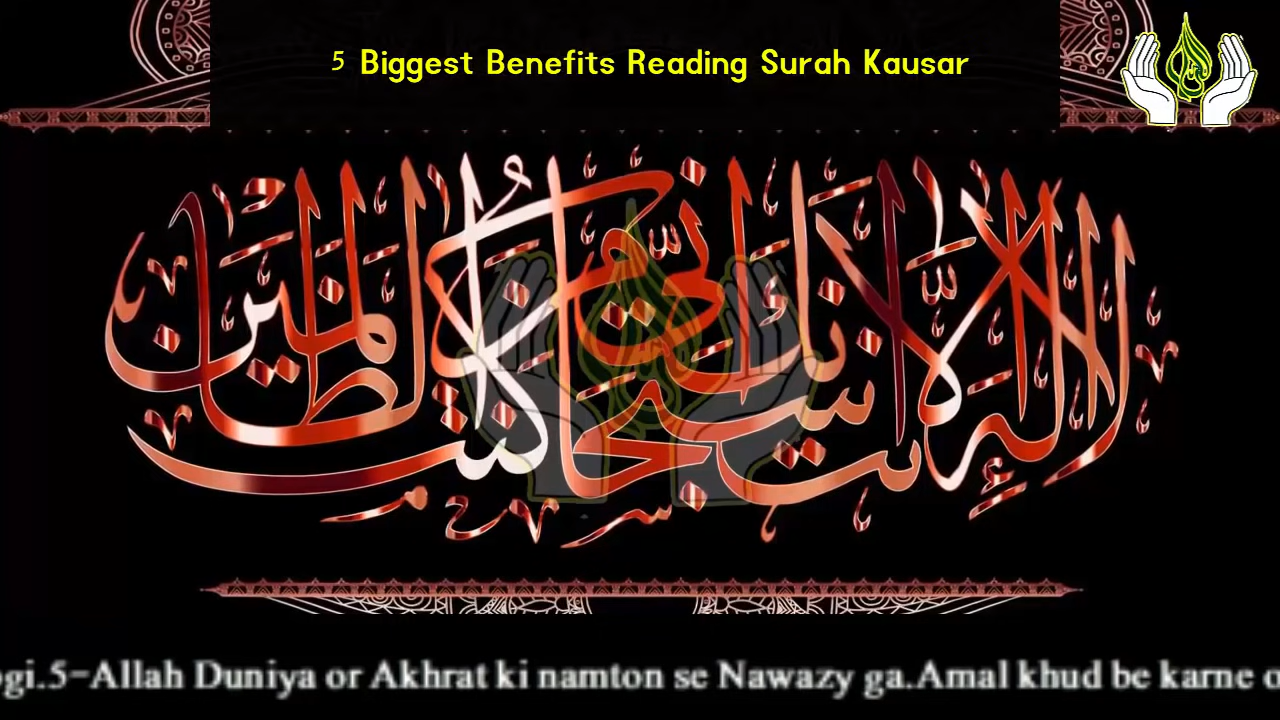 5 Biggest Benefits Reading Surah Kausar
لا إله إلا أنت سبحانك إني كنت من الظالمين
ogi.5-Allah Duniya or Akhrat ki namton se Nawazy ga.Amal khud be karne o